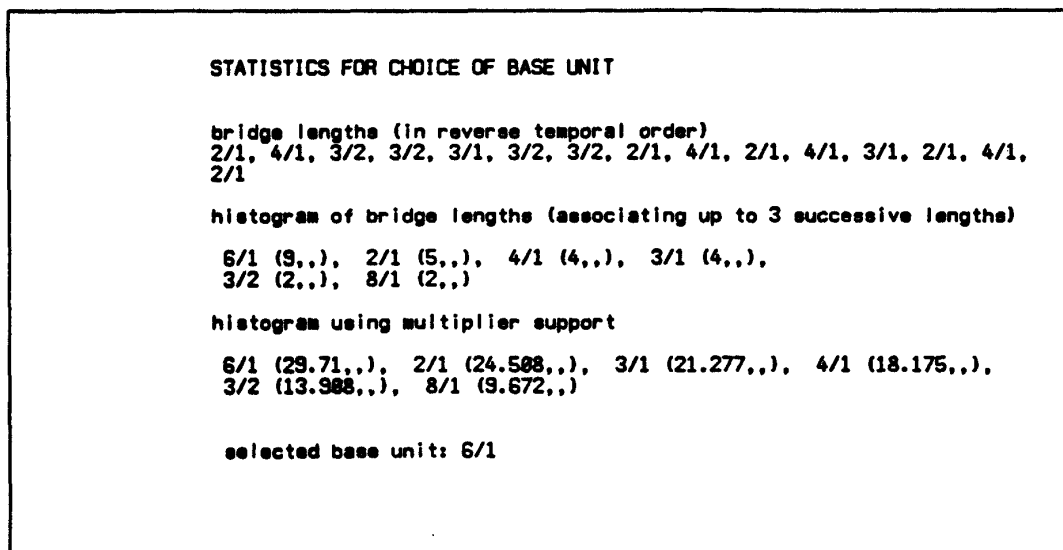 STATISTICS FOR CHOICE OF BASE UNIT
bridge lengths (in reverse temporal order)
2/1, 4/1, 3/2, 3/2, 3/1, 3/2, 3/2, 2/1, 4/1, 2/1, 4/1, 3/1, 2/1, 4/1,
2/1
histogram of bridge lengths (associating up to 3 successive lengths)
6/1 (9,,), 2/1 (5,,), 4/1 (4,,), 3/1 (4,,),
3/2 (2,,), 8/1 (2,,)
histogram using multiplier support
6/1 (29.71,,), 2/1 (24.508,,), 3/1 (21.277,,), 4/1 (18.175,,),
3/2 (13.908,,), 8/1 (9.672,,)
selected base unit: 6/1